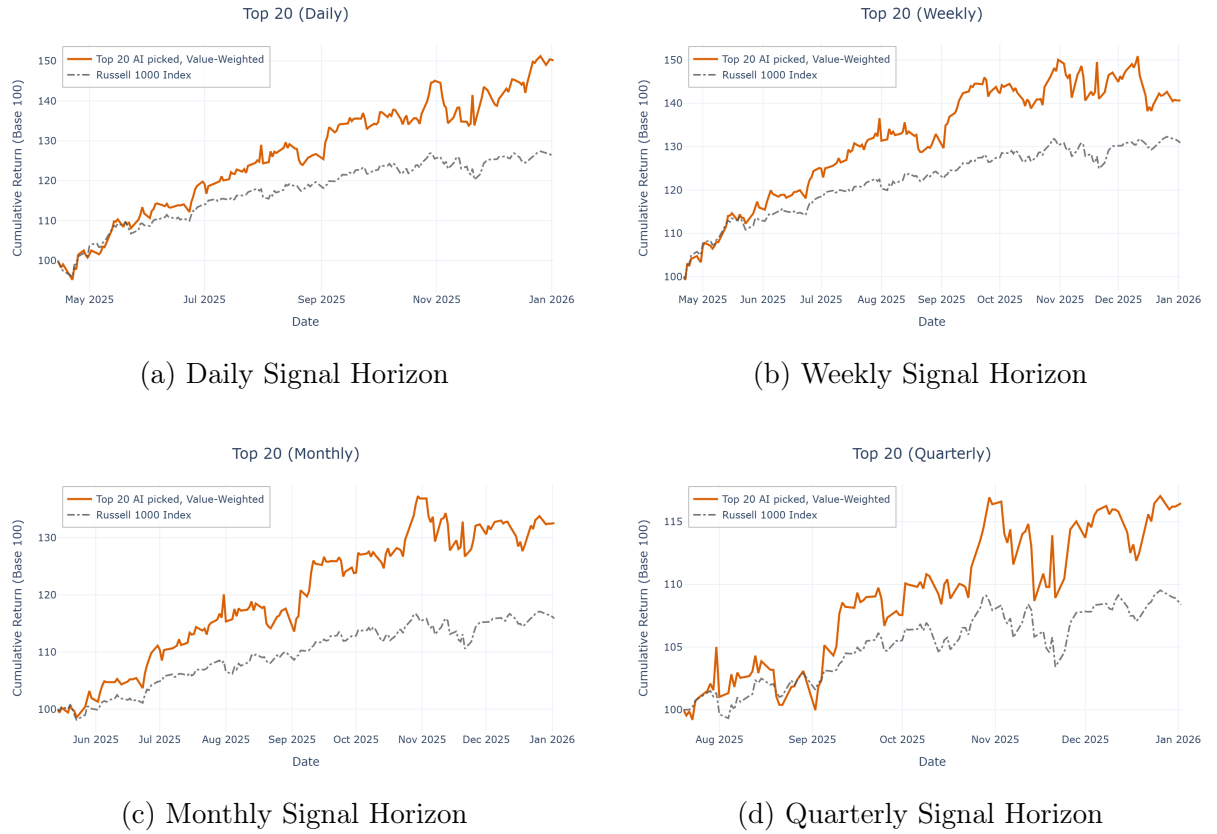 Top 20 (Daily)
Cumulative Return (Base 100)
150
140
130
120
110
100
Top 20 AI picked, Value-Weighted
Russell 1000 Index
May 2025 Jul 2025 Sep 2025 Nov 2025 Jan 2026
Date
(a) Daily Signal Horizon
Top 20 (Weekly)
Cumulative Return (Base 100)
150
140
130
120
110
100
Top 20 AI picked, Value-Weighted
Russell 1000 Index
May 2025 Jun 2025 Jul 2025 Aug 2025 Sep 2025 Oct 2025 Nov 2025 Dec 2025 Jan 2026
Date
(b) Weekly Signal Horizon
Top 20 (Monthly)
Cumulative Return (Base 100)
130
120
110
100
Top 20 AI picked, Value-Weighted
Russell 1000 Index
Jun 2025 Jul 2025 Aug 2025 Sep 2025 Oct 2025 Nov 2025 Dec 2025 Jan 2026
Date
(c) Monthly Signal Horizon
Top 20 (Quarterly)
Cumulative Return (Base 100)
115
110
105
100
Top 20 AI picked, Value-Weighted
Russell 1000 Index
Aug 2025 Sep 2025 Oct 2025 Nov 2025 Dec 2025 Jan 2026
Date
(d) Quarterly Signal Horizon